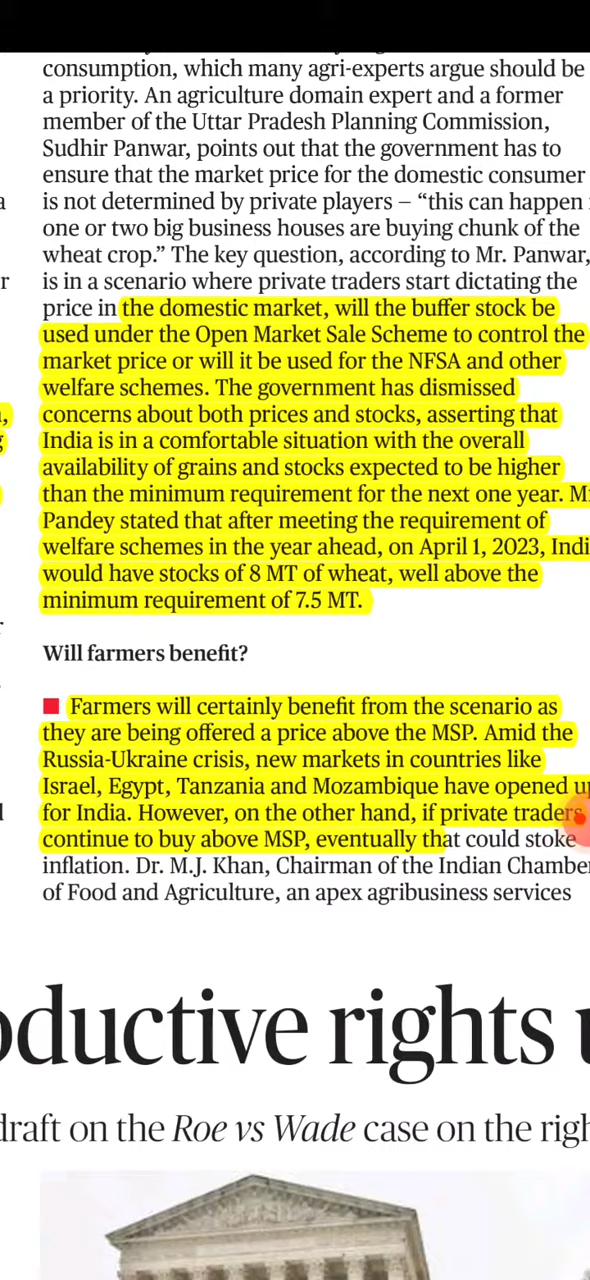 consumption, which many agri-experts argue should be
a priority. An agriculture domain expert and a former
member of the Uttar Pradesh Planning Commission,
Sudhir Panwar, points out that the government has to
ensure that the market price for the domestic consumer
is not determined by private players – “this can happen
one or two big business houses are buying chunk of the
wheat crop.” The key question, according to Mr. Panwar,
is in a scenario where private traders start dictating the
price in the domestic market, will the buffer stock be
used under the Open Market Sale Scheme to control the
market price or will it be used for the NFSA and other
welfare schemes. The government has dismissed
concerns about both prices and stocks, asserting that
India is in a comfortable situation with the overall
availability of grains and stocks expected to be higher
than the minimum requirement for the next one year.
Pandey stated that after meeting the requirement of
welfare schemes in the year ahead, on April 1, 2023, Indi
would have stocks of 8 MT of wheat, well above the
minimum requirement of 7.5 MT.
Will farmers benefit?
Farmers will certainly benefit from the scenario as
they are being offered a price above the MSP. Amid the
Russia-Ukraine crisis, new markets in countries like
Israel, Egypt, Tanzania and Mozambique have opened
for India. However, on the other hand, if private traders
continue to buy above MSP, eventually that could stoke
inflation. Dr. M.J. Khan, Chairman of the Indian Chambe
of Food and Agriculture, an apex agribusiness services
oductive rights
draft on the Roe vs Wade case on the righ